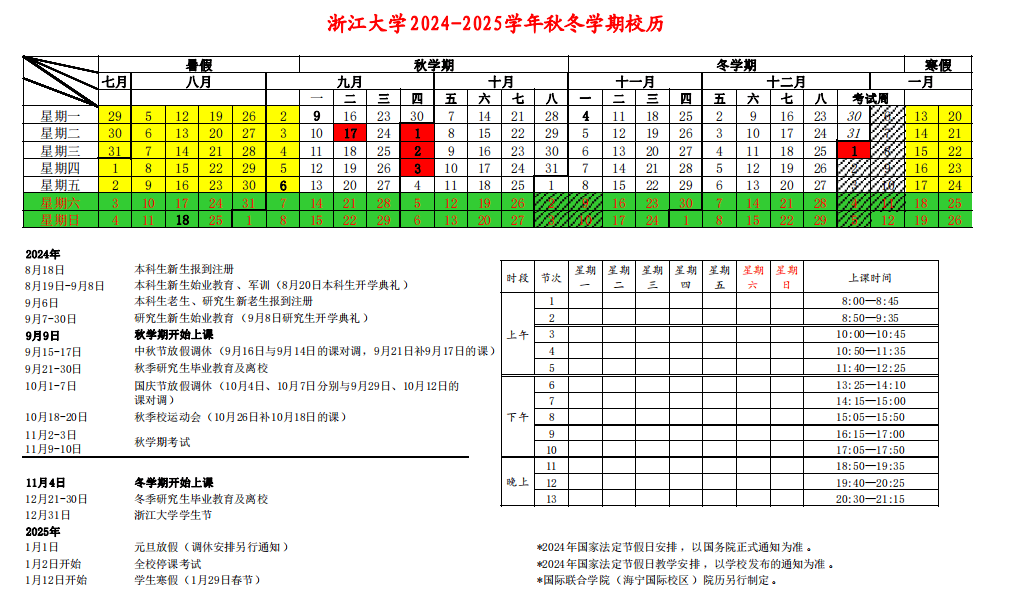 浙江大学2024-2025学年秋冬学期校历
暑假 秋学期 冬学期 寒假
七月 八月 九月 十月 十一月 十二月 一月
一 二 三 四 五 六 七 八 一 二 三 四 五 六 七 八 考试周
星期一 29 5 12 19 26 2 9 16 23 30 7 14 21 28 4 11 18 25 2 9 16 23 30 6 13 20
星期二 30 6 13 20 27 3 10 17 24 1 8 15 22 29 5 12 19 26 3 10 17 24 31 7 14 21
星期三 31 7 14 21 28 4 11 18 25 2 9 16 23 30 6 13 20 27 4 11 18 25 1 8 15 22
星期四 1 8 15 22 29 5 12 19 26 3 10 17 24 31 7 14 21 28 5 12 19 26 2 9 16 23
星期五 2 9 16 23 30 6 13 20 27 4 11 18 25 1 8 15 22 29 6 13 20 27 3 10 17 24
星期六 3 10 17 24 31 7 14 21 28 5 12 19 26 2 9 16 23 30 7 14 21 28 4 11 18 25
星期日 4 11 18 25 1 8 15 22 29 6 13 20 27 3 10 17 24 1 8 15 22 29 5 12 19 26
2024年
8月18日 本科生新生报到注册
8月19日-9月8日 本科生新生始业教育、军训（8月20日本科生开学典礼）
9月6日 本科生老生、研究生新老生报到注册
9月7-30日 研究生新生始业教育（9月8日研究生开学典礼）
9月9日 秋学期开始上课
9月15-17日 中秋节放假调休（9月16日与9月14日的课对调，9月21日补9月17日的课）
9月21-30日 秋季研究生毕业教育及离校
10月1-7日 国庆节放假调休（10月4日、10月7日分别与9月29日、10月12日的
课对调）
10月18-20日 秋季校运动会（10月26日补10月18日的课）
11月2-3日
11月9-10日 秋学期考试
11月4日 冬学期开始上课
12月21-30日 冬季研究生毕业教育及离校
12月31日 浙江大学学生节
2025年
1月1日 元旦放假（调休安排另行通知）
1月2日开始 全校停课考试
1月12日开始 学生寒假（1月29日春节）
时段 节次 星期一 星期二 星期三 星期四 星期五 星期六 星期日 上课时间
上午 1 8:00—8:45
2 8:50—9:35
3 10:00—10:45
4 10:50—11:35
5 11:40—12:25
下午 6 13:25—14:10
7 14:15—15:00
8 15:05—15:50
9 16:15—17:00
10 17:05—17:50
晚上 11 18:50—19:35
12 19:40—20:25
13 20:30—21:15
*2024年国家法定节假日安排，以国务院正式通知为准。
*2024年国家法定节假日教学安排，以学校发布的通知为准。
*国际联合学院（海宁国际校区）院历另行制定。